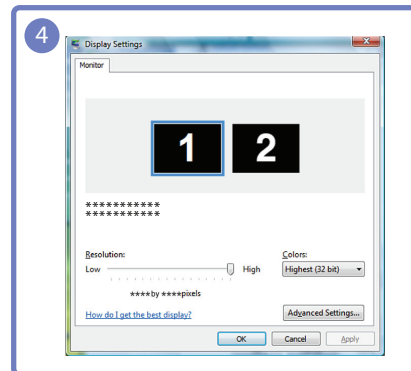 4
Display Settings
Monitor
1 2
***********
***********
Resolution: Colors:
Low High Highest (32 bit)
****by ****pixels
How do I get the best display? Advanced Settings...
OK Cancel Apply